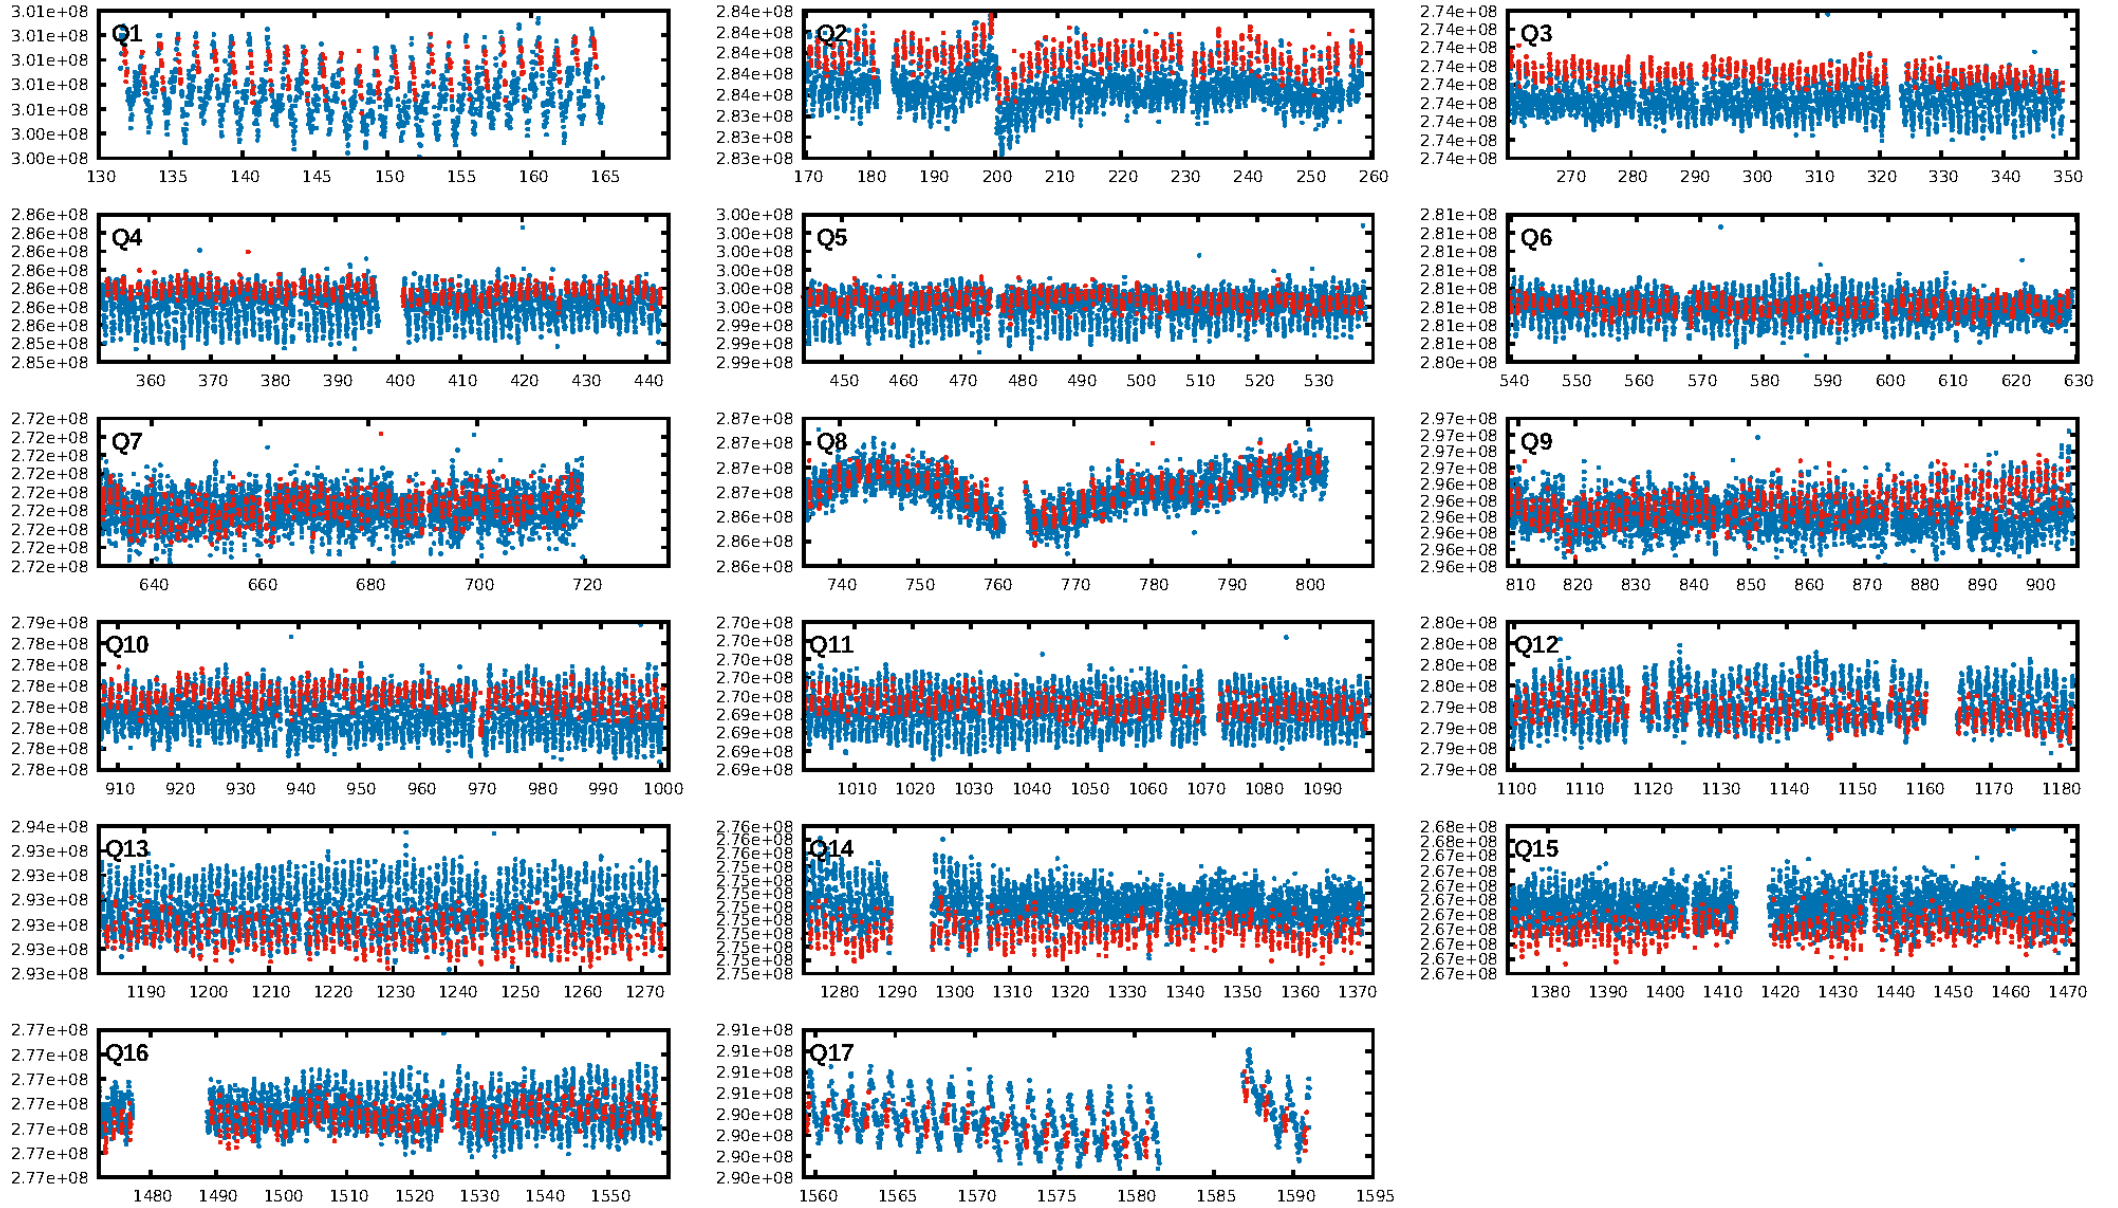 3.01e+08
3.01e+08
3.01e+08
3.01e+08
3.01e+08
3.00e+08
3.00e+08
Q1
130 135 140 145 150 155 160 165
2.84e+08
2.84e+08
2.84e+08
2.84e+08
2.84e+08
2.83e+08
2.83e+08
2.83e+08
Q2
170 180 190 200 210 220 230 240 250 260
2.74e+08
2.74e+08
2.74e+08
2.74e+08
2.74e+08
2.74e+08
2.74e+08
2.74e+08
2.74e+08
Q3
270 280 290 300 310 320 330 340 350
2.86e+08
2.86e+08
2.86e+08
2.86e+08
2.86e+08
2.86e+08
2.86e+08
2.85e+08
2.85e+08
Q4
360 370 380 390 400 410 420 430 440
3.00e+08
3.00e+08
3.00e+08
3.00e+08
3.00e+08
3.00e+08
2.99e+08
2.99e+08
2.99e+08
Q5
450 460 470 480 490 500 510 520 530
2.81e+08
2.81e+08
2.81e+08
2.81e+08
2.81e+08
2.81e+08
2.81e+08
2.81e+08
2.80e+08
Q6
540 550 560 570 580 590 600 610 620 630
2.72e+08
2.72e+08
2.72e+08
2.72e+08
2.72e+08
2.72e+08
2.72e+08
2.72e+08
2.72e+08
Q7
640 660 680 700 720
2.87e+08
2.87e+08
2.87e+08
2.87e+08
2.86e+08
2.86e+08
2.86e+08
Q8
740 750 760 770 780 790 800
2.97e+08
2.97e+08
2.97e+08
2.97e+08
2.96e+08
2.96e+08
2.96e+08
2.96e+08
2.96e+08
2.96e+08
Q9
810 820 830 840 850 860 870 880 890 900
2.79e+08
2.78e+08
2.78e+08
2.78e+08
2.78e+08
2.78e+08
2.78e+08
2.78e+08
Q10
910 920 930 940 950 960 970 980 990 1000
2.70e+08
2.70e+08
2.70e+08
2.70e+08
2.70e+08
2.69e+08
2.69e+08
2.69e+08
2.69e+08
Q11
1010 1020 1030 1040 1050 1060 1070 1080 1090
2.80e+08
2.80e+08
2.80e+08
2.80e+08
2.79e+08
2.79e+08
2.79e+08
2.79e+08
Q12
1100 1110 1120 1130 1140 1150 1160 1170 1180
2.94e+08
2.93e+08
2.93e+08
2.93e+08
2.93e+08
2.93e+08
2.93e+08
Q13
1190 1200 1210 1220 1230 1240 1250 1260 1270
2.76e+08
2.76e+08
2.76e+08
2.75e+08
2.75e+08
2.75e+08
2.75e+08
2.75e+08
2.75e+08
2.75e+08
2.75e+08
2.75e+08
Q14
1280 1290 1300 1310 1320 1330 1340 1350 1360 1370
2.68e+08
2.68e+08
2.67e+08
2.67e+08
2.67e+08
2.67e+08
2.67e+08
2.67e+08
2.67e+08
2.67e+08
2.67e+08
Q15
1380 1390 1400 1410 1420 1430 1440 1450 1460 1470
2.77e+08
2.77e+08
2.77e+08
2.77e+08
2.77e+08
2.77e+08
2.77e+08
Q16
1480 1490 1500 1510 1520 1530 1540 1550
2.91e+08
2.91e+08
2.91e+08
2.91e+08
2.90e+08
2.90e+08
2.90e+08
2.90e+08
Q17
1560 1565 1570 1575 1580 1585 1590 1595